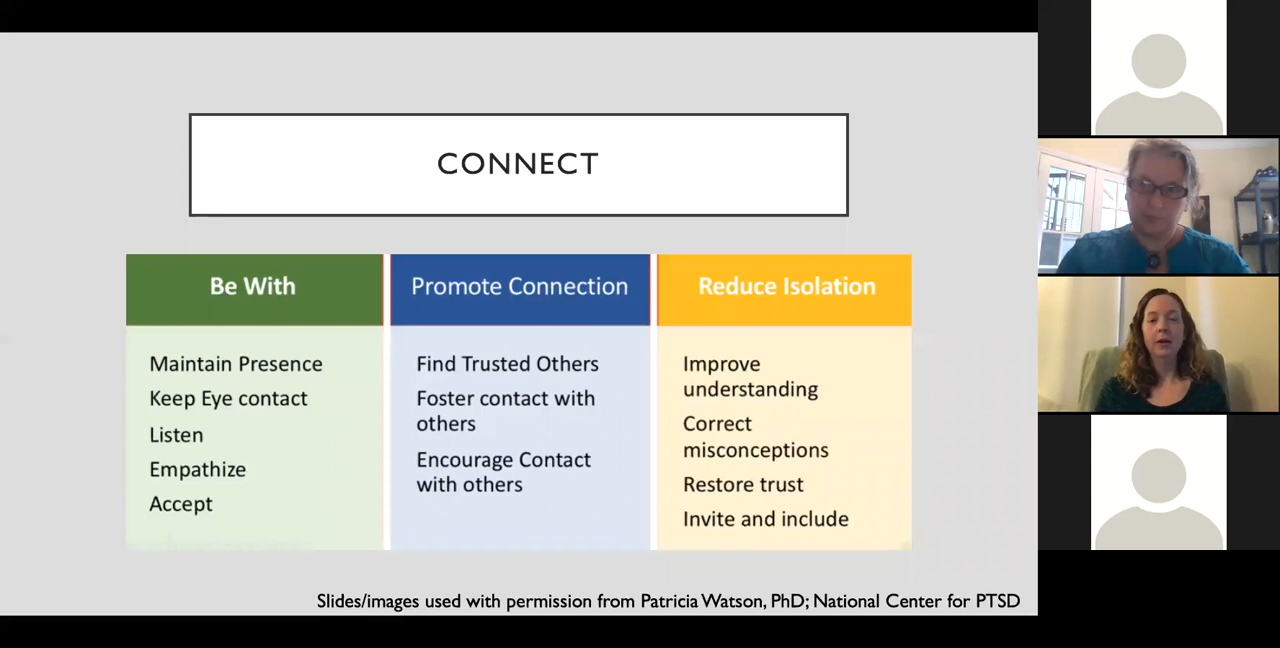 CONNECT
Be With
Maintain Presence
Keep Eye contact
Listen
Empathize
Accept
Promote Connection
Find Trusted Others
Foster contact with
others
Encourage Contact
with others
Reduce Isolation
Improve
understanding
Correct
misconceptions
Restore trust
Invite and include
Slides/images used with permission from Patricia Watson, PhD; National Center for PTSD